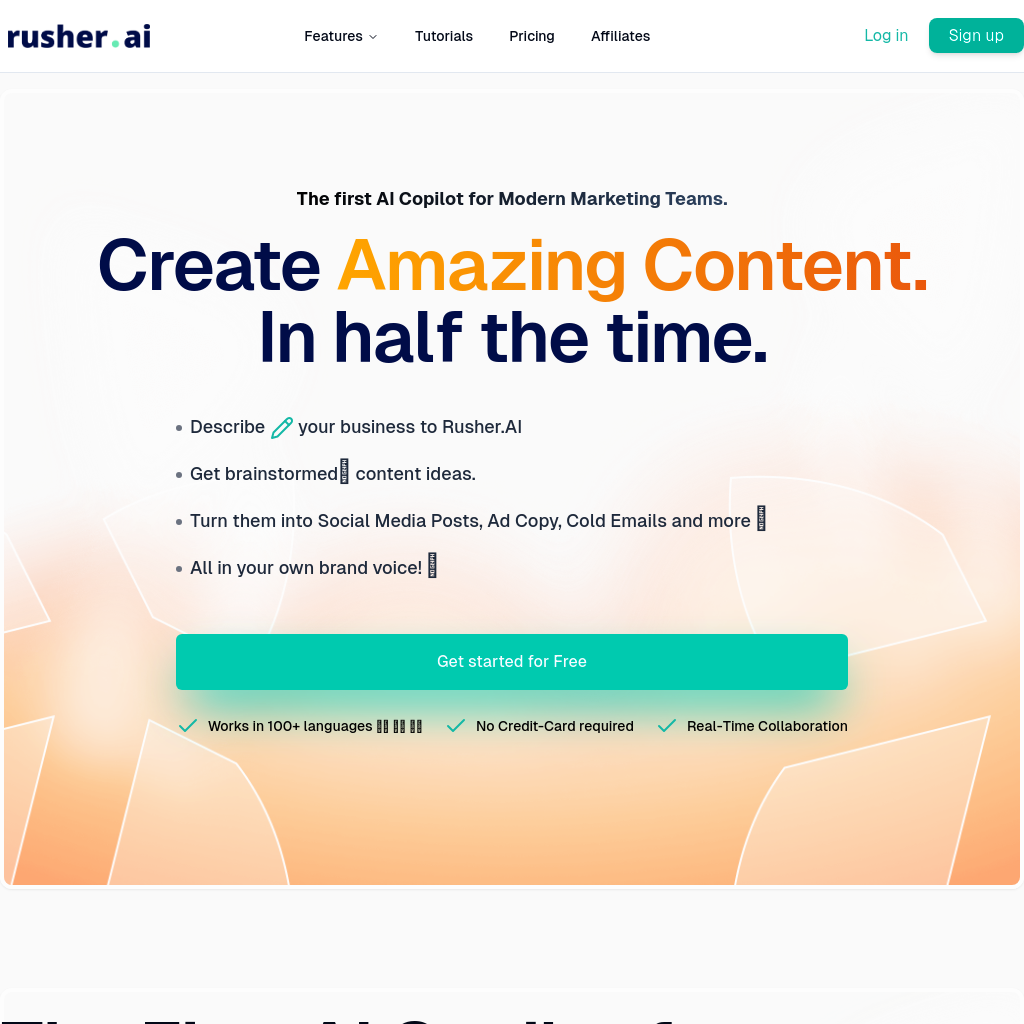 rusher.ai
Features
Tutorials
Pricing
Affiliates
Log in
Sign up
The first AI Copilot for Modern Marketing Teams.
Create Amazing Content.
In half the time.
Describe your business to Rusher.AI
Get brainstormed content ideas.
Turn them into Social Media Posts, Ad Copy, Cold Emails and more
All in your own brand voice!
Get started for Free
Works in 100+ languages
No Credit-Card required
Real-Time Collaboration